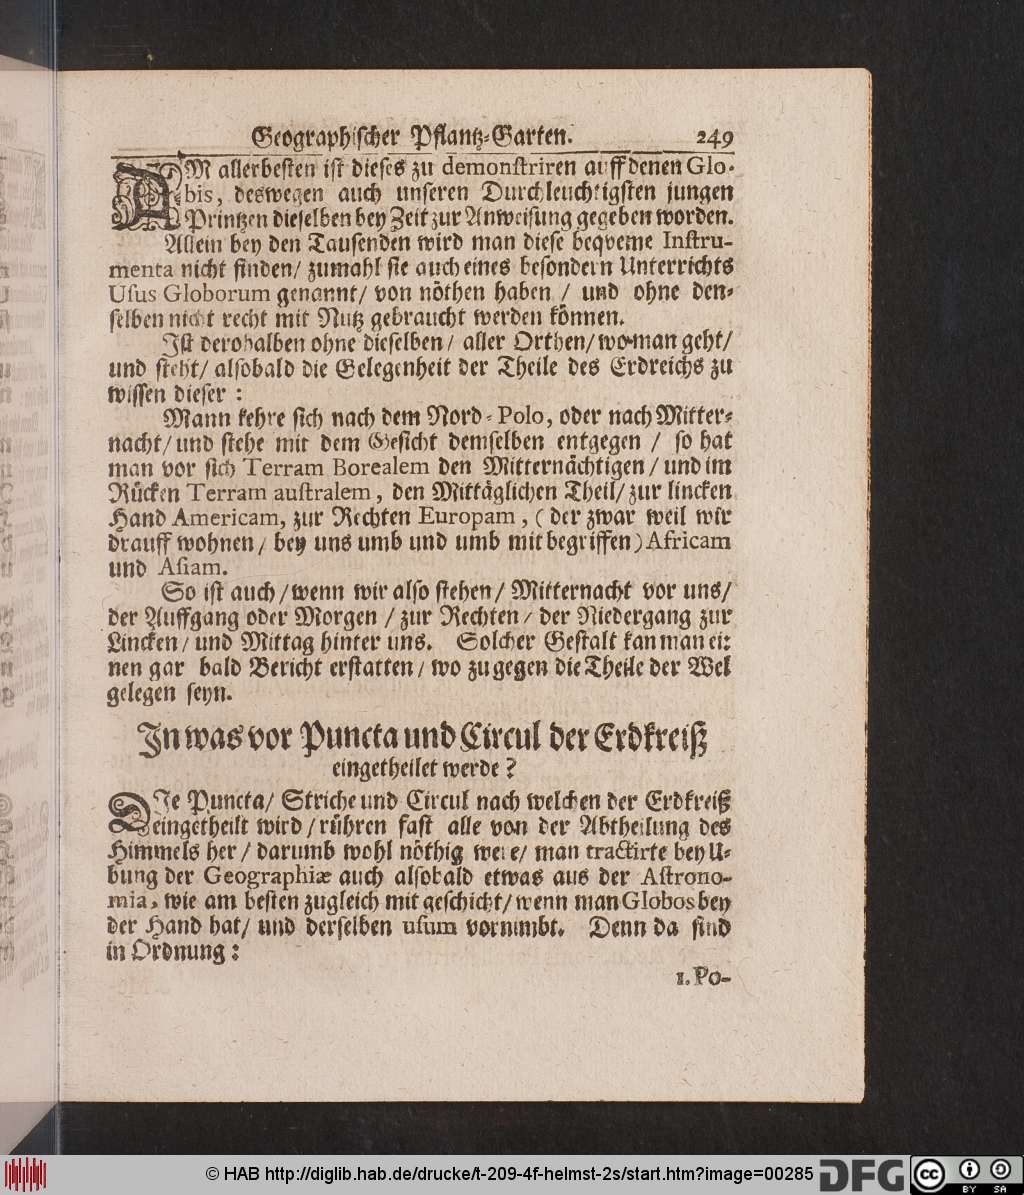 Geographischer Pflantz-Garten. 249
AM allerbesten ist dieses zu demonstriren auff denen Glo-
bis, deswegen auch unseren Durchleuchtigsten jungen
Printzen dieselben bey Zeit zur Anweisung gegeben worden.
Allein bey den Tausenden wird man diese beqveme Instru-
menta nicht finden/ zumahl sie auch eines besondern Unterrichts
Usus Globorum genannt/ von nöthen haben / und ohne den-
selben nicht recht mit Nutz gebraucht werden können.
Ist derohalben ohne dieselben/ aller Orthen/ wo man geht/
und steht/ alsobald die Gelegenheit der Theile des Erdreichs zu
wissen dieser :
Mann kehre sich nach dem Nord-Polo, oder nach Mitter-
nacht/ und stehe mit dem Gesicht demselben entgegen / so hat
man vor sich Terram Borealem den Mitternächtigen / und im
Rücken Terram australem, den Mittäglichen Theil/ zur lincken
Hand Americam, zur Rechten Europam, ( der zwar weil wir
drauff wohnen/ bey uns umb und umb mit begriffen) Africam
und Asiam.
So ist auch / wenn wir also stehen/ Mitternacht vor uns/
der Auffgang oder Morgen / zur Rechten / der Niedergang zur
Lincken/ und Mittag hinter uns. Solcher Gestalt kan man ei-
nen gar bald Bericht erstatten/ wo zugegen die Theile der Wel
gelegen seyn.
In was vor Puncta und Circul der Erdkreiß
eingetheilet werde ?
DIe Puncta/ Striche und Circul nach welchen der Erdkreiß
eingetheilt wird / rühren fast alle von der Abtheilung des
Himmels her / darumb wohl nöthig were/ man tractirte bey U-
bung der Geographiæ auch alsobald etwas aus der Astrono-
mia, wie am besten zugleich mit geschicht/ wenn man Globos bey
der Hand hat/ und derselben usum vornimbt. Denn da sind
in Ordnung :
1. Po-
© HAB http://diglib.hab.de/drucke/t-209-4f-helmst-2s/start.htm?image=00285 DFG cc BY SA